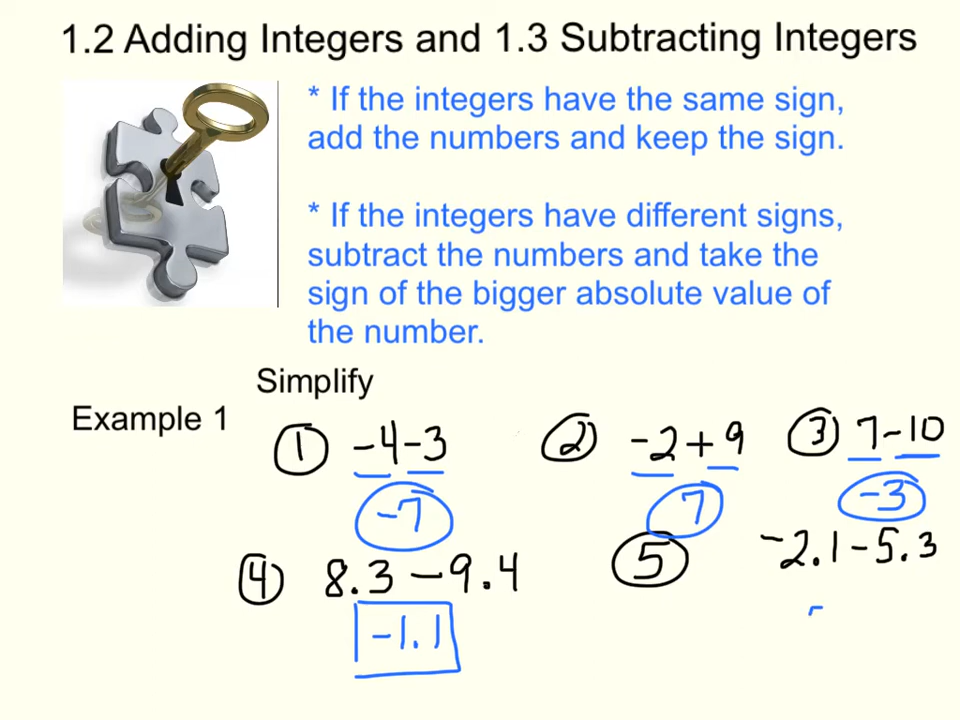 1.2 Adding Integers and 1.3 Subtracting Integers
* If the integers have the same sign,
add the numbers and keep the sign.
* If the integers have different signs,
subtract the numbers and take the
sign of the bigger absolute value of
the number.
Simplify
Example 1
① -4-3 ② -2+9 ③ 7-10
-7 7 -3
④ 8.3-9.4 ⑤ -2.1-5.3
-1.1